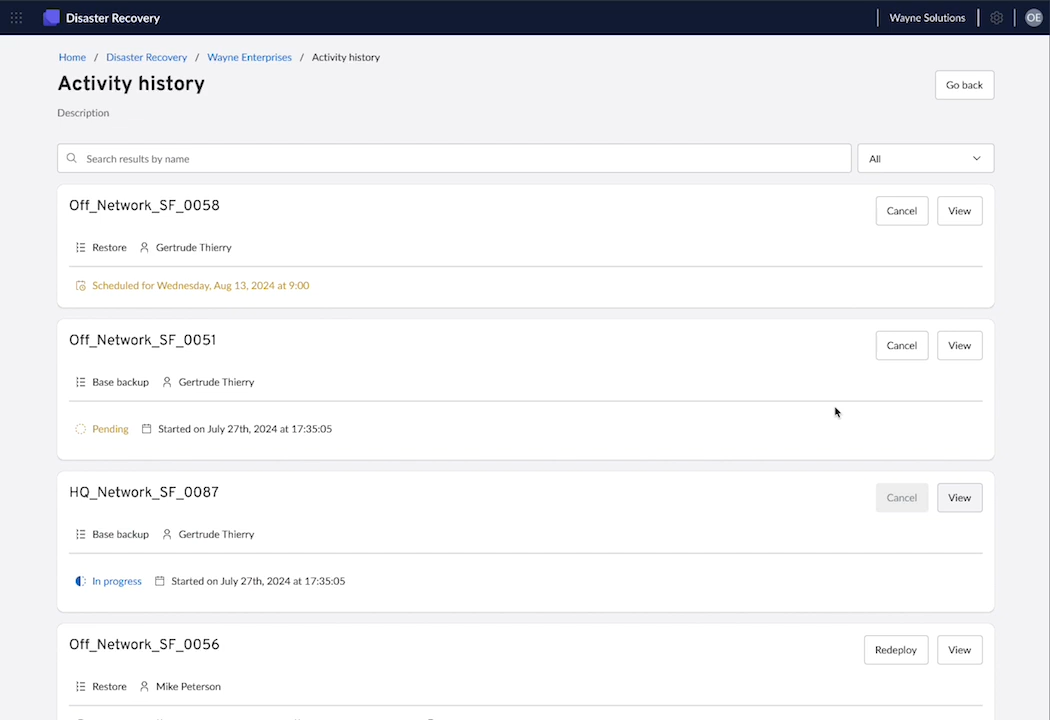 Disaster Recovery
Wayne Solutions
OE
Home / Disaster Recovery / Wayne Enterprises / Activity history
Activity history
Go back
Description
Search results by name
All
Off_Network_SF_0058
Cancel
View
Restore
Gertrude Thierry
Scheduled for Wednesday, Aug 13, 2024 at 9:00
Off_Network_SF_0051
Cancel
View
Base backup
Gertrude Thierry
Pending
Started on July 27th, 2024 at 17:35:05
HQ_Network_SF_0087
Cancel
View
Base backup
Gertrude Thierry
In progress
Started on July 27th, 2024 at 17:35:05
Off_Network_SF_0056
Redeploy
View
Restore
Mike Peterson